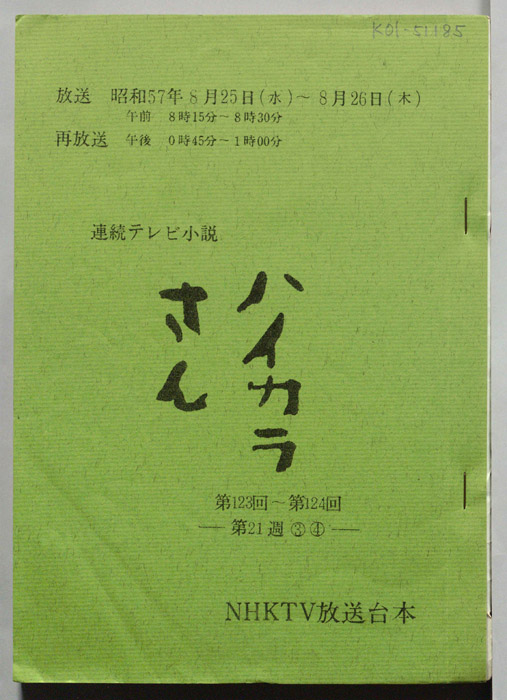 K01-51185
放送 昭和57年8月25日(水)～8月26日(木)
午前 8時15分～8時30分
再放送 午後 0時45分～1時00分
連続テレビ小説
ハイカラ
さん
第123回～第124回
― 第21週 ③ ④ ―
NHKTV放送台本